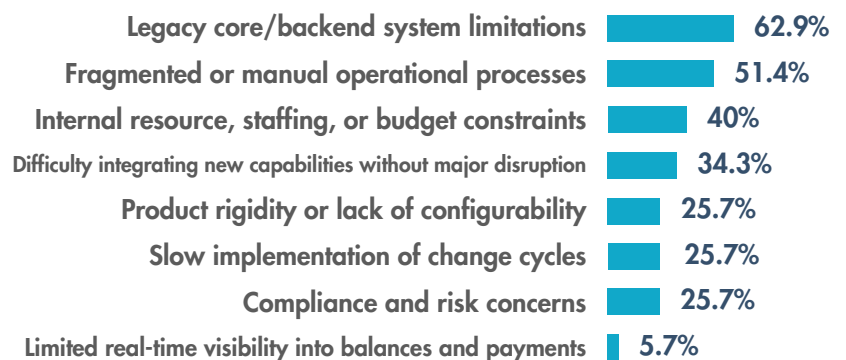 Legacy core/backend system limitations 62.9%
Fragmented or manual operational processes 51.4%
Internal resource, staffing, or budget constraints 40%
Difficulty integrating new capabilities without major disruption 34.3%
Product rigidity or lack of configurability 25.7%
Slow implementation of change cycles 25.7%
Compliance and risk concerns 25.7%
Limited real-time visibility into balances and payments 5.7%